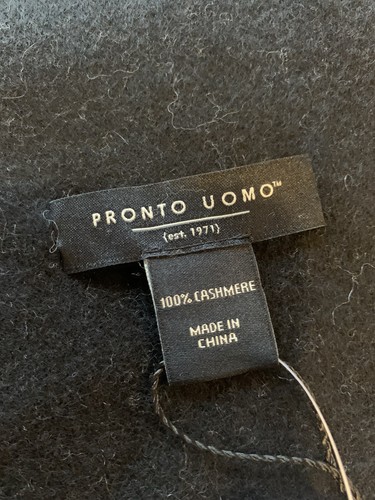 PRONTO UOMO™
{est. 1971}
100% CASHMERE
MADE IN
CHINA